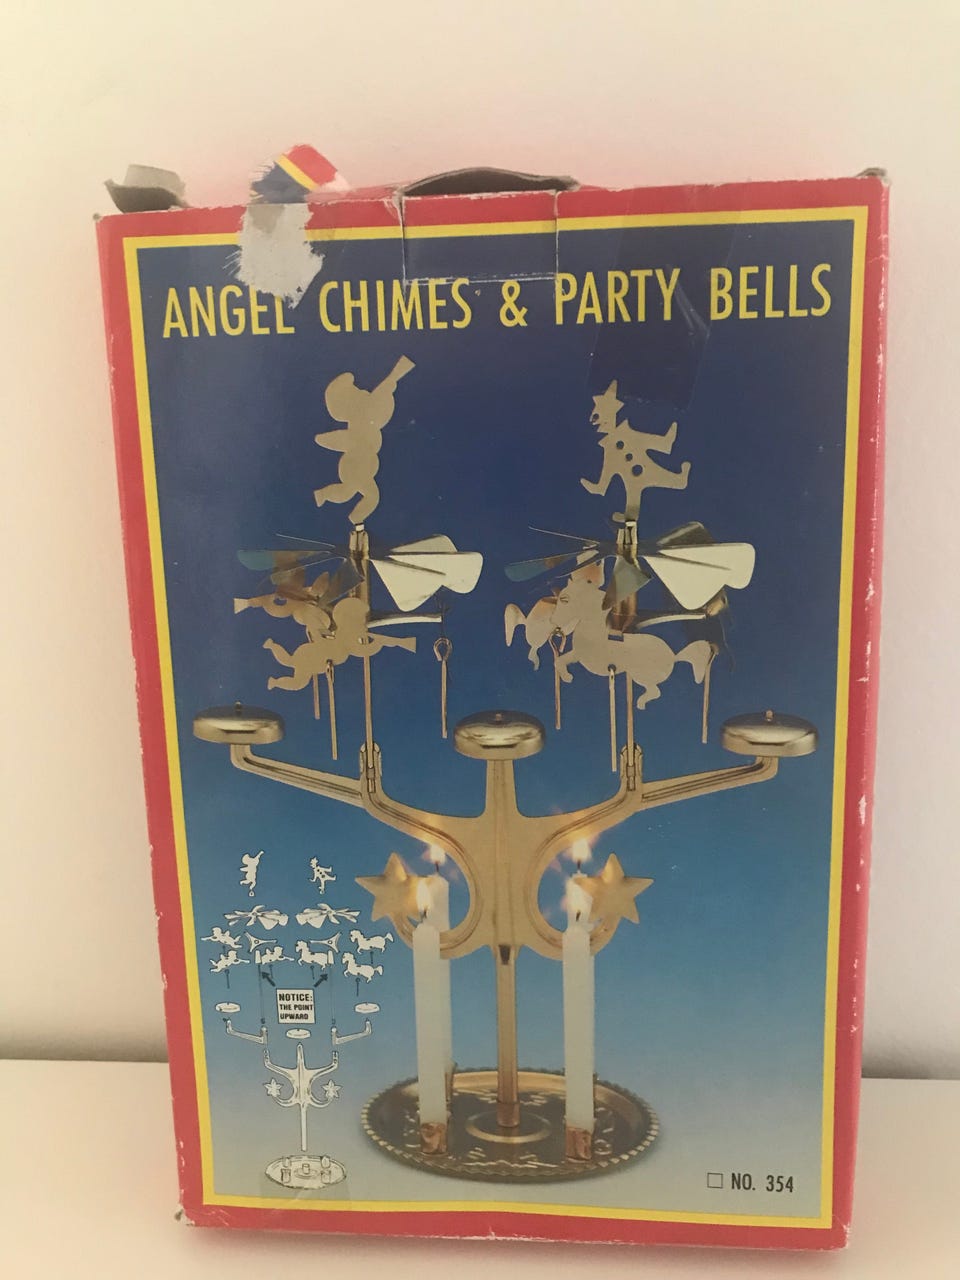 ANGEL CHIMES & PARTY BELLS
NOTICE:
THE POINT
UPWARD
NO. 354